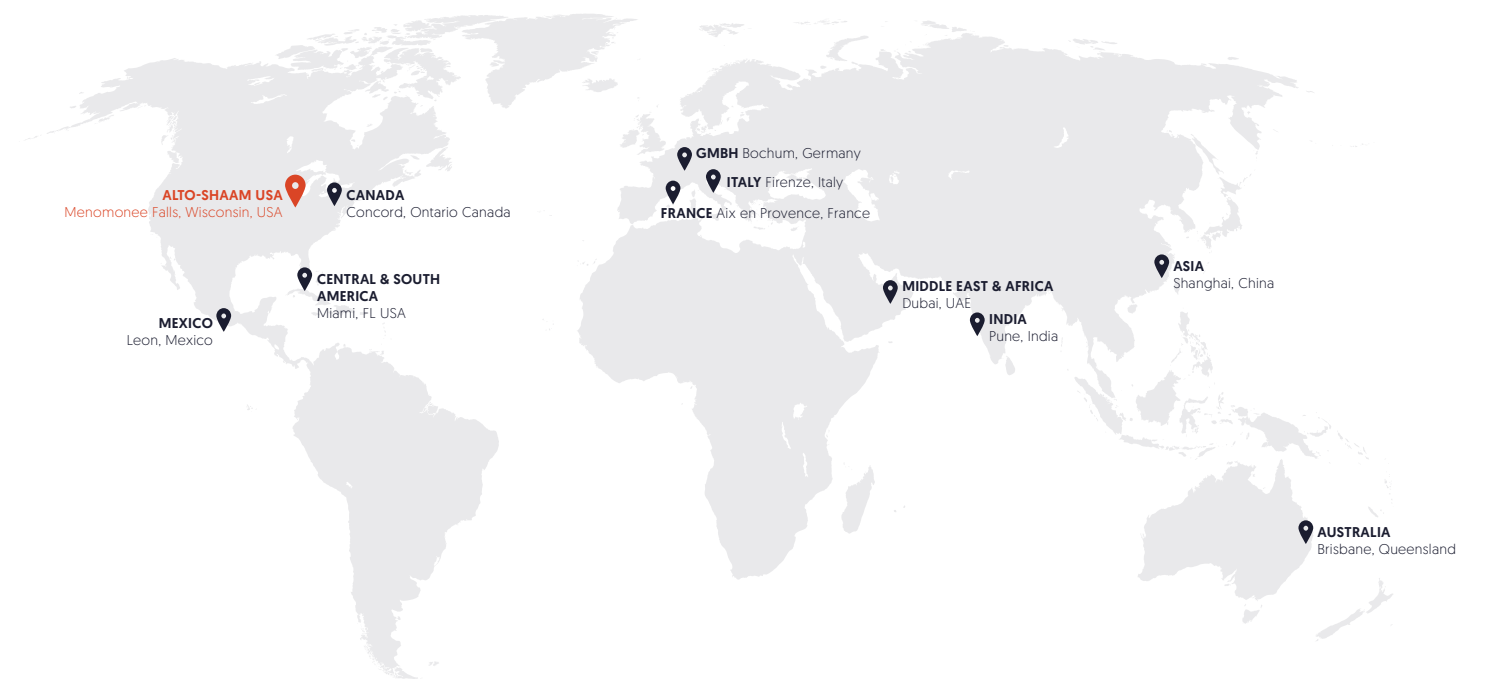 GMBH Bochum, Germany
ITALY Firenze, Italy
FRANCE Aix en Provence, France
ALTO-SHAAM USA
Menomonee Falls, Wisconsin, USA
CANADA
Concord, Ontario Canada
CENTRAL & SOUTH
AMERICA
Miami, FL USA
MEXICO
Leon, Mexico
MIDDLE EAST & AFRICA
Dubai, UAE
INDIA
Pune, India
ASIA
Shanghai, China
AUSTRALIA
Brisbane, Queensland